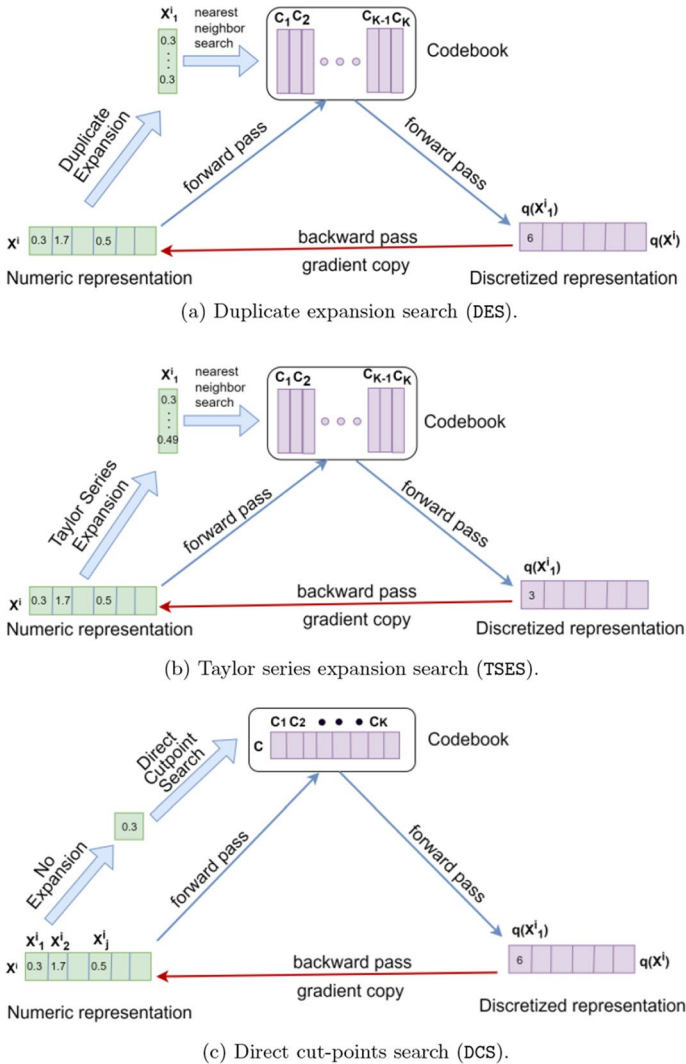 Xⁱ₁
nearest
neighbor
search
C₁ C₂ C_K-1 C_K
Codebook
0.3
0.3
Duplicate
Expansion
forward pass
forward pass
q(Xⁱ₁)
Xⁱ 0.3 1.7 0.5
6 q(Xⁱ)
backward pass
gradient copy
Numeric representation
Discretized representation
(a) Duplicate expansion search (DES).
Xⁱ₁
nearest
neighbor
search
C₁ C₂ C_K-1 C_K
Codebook
0.3
0.49
Taylor Series
Expansion
forward pass
forward pass
q(Xⁱ₁)
Xⁱ 0.3 1.7 0.5
3
backward pass
gradient copy
Numeric representation
Discretized representation
(b) Taylor series expansion search (TSES).
C₁ C₂ • • • C_K
C
Codebook
Direct
Cutpoint
Search
0.3
No
Expansion
forward pass
forward pass
Xⁱ₁ Xⁱ₂ Xⁱⱼ
q(Xⁱ₁)
Xⁱ 0.3 1.7 0.5
6 q(Xⁱ)
backward pass
gradient copy
Numeric representation
Discretized representation
(c) Direct cut-points search (DCS).